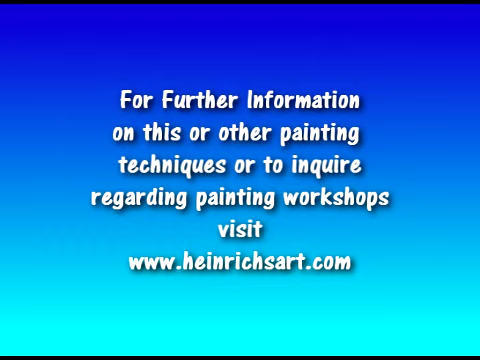 For Further Information
on this or other painting
techniques or to inquire
regarding painting workshops
visit
www.heinrichsart.com